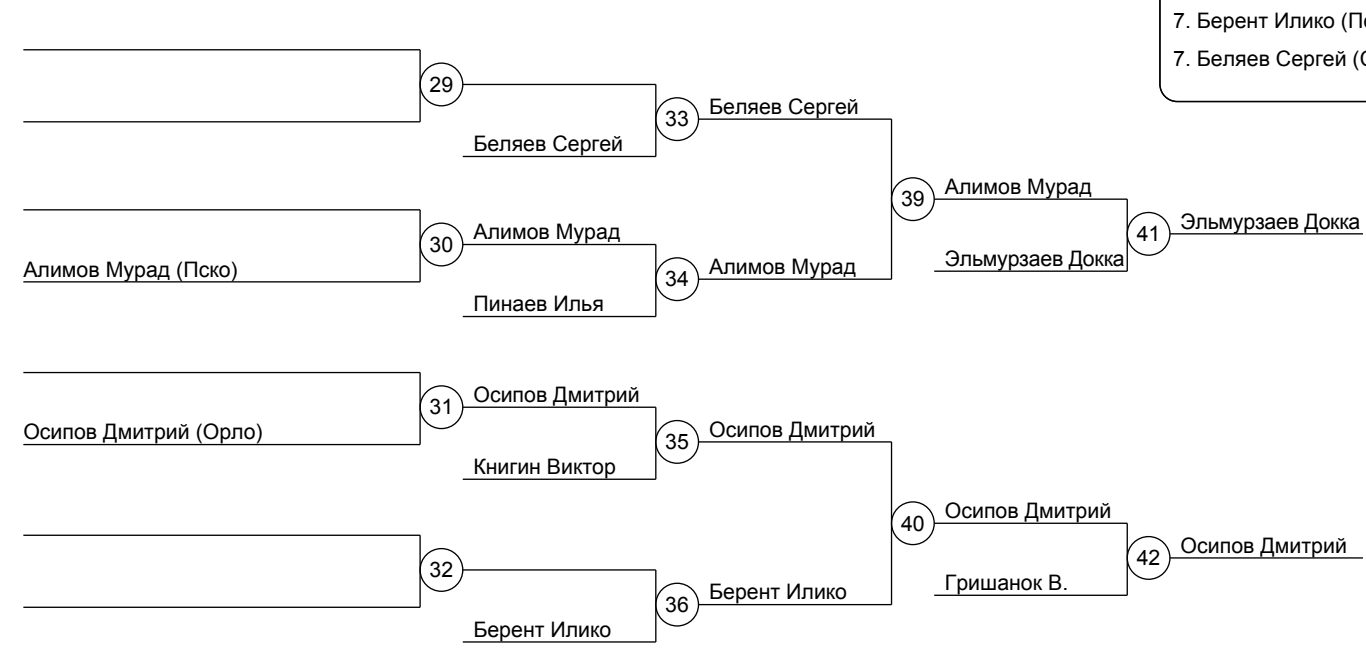 7. Берент Илико (П
7. Беляев Сергей (
29
33
Беляев Сергей
Беляев Сергей
39
Алимов Мурад
41
Эльмурзаев Докка
30
Алимов Мурад
Алимов Мурад (Пско)
34
Алимов Мурад
Эльмурзаев Докка
Пинаев Илья
31
Осипов Дмитрий
Осипов Дмитрий (Орло)
35
Осипов Дмитрий
Книгин Виктор
40
Осипов Дмитрий
42
Осипов Дмитрий
32
36
Берент Илико
Гришанок В.
Берент Илико